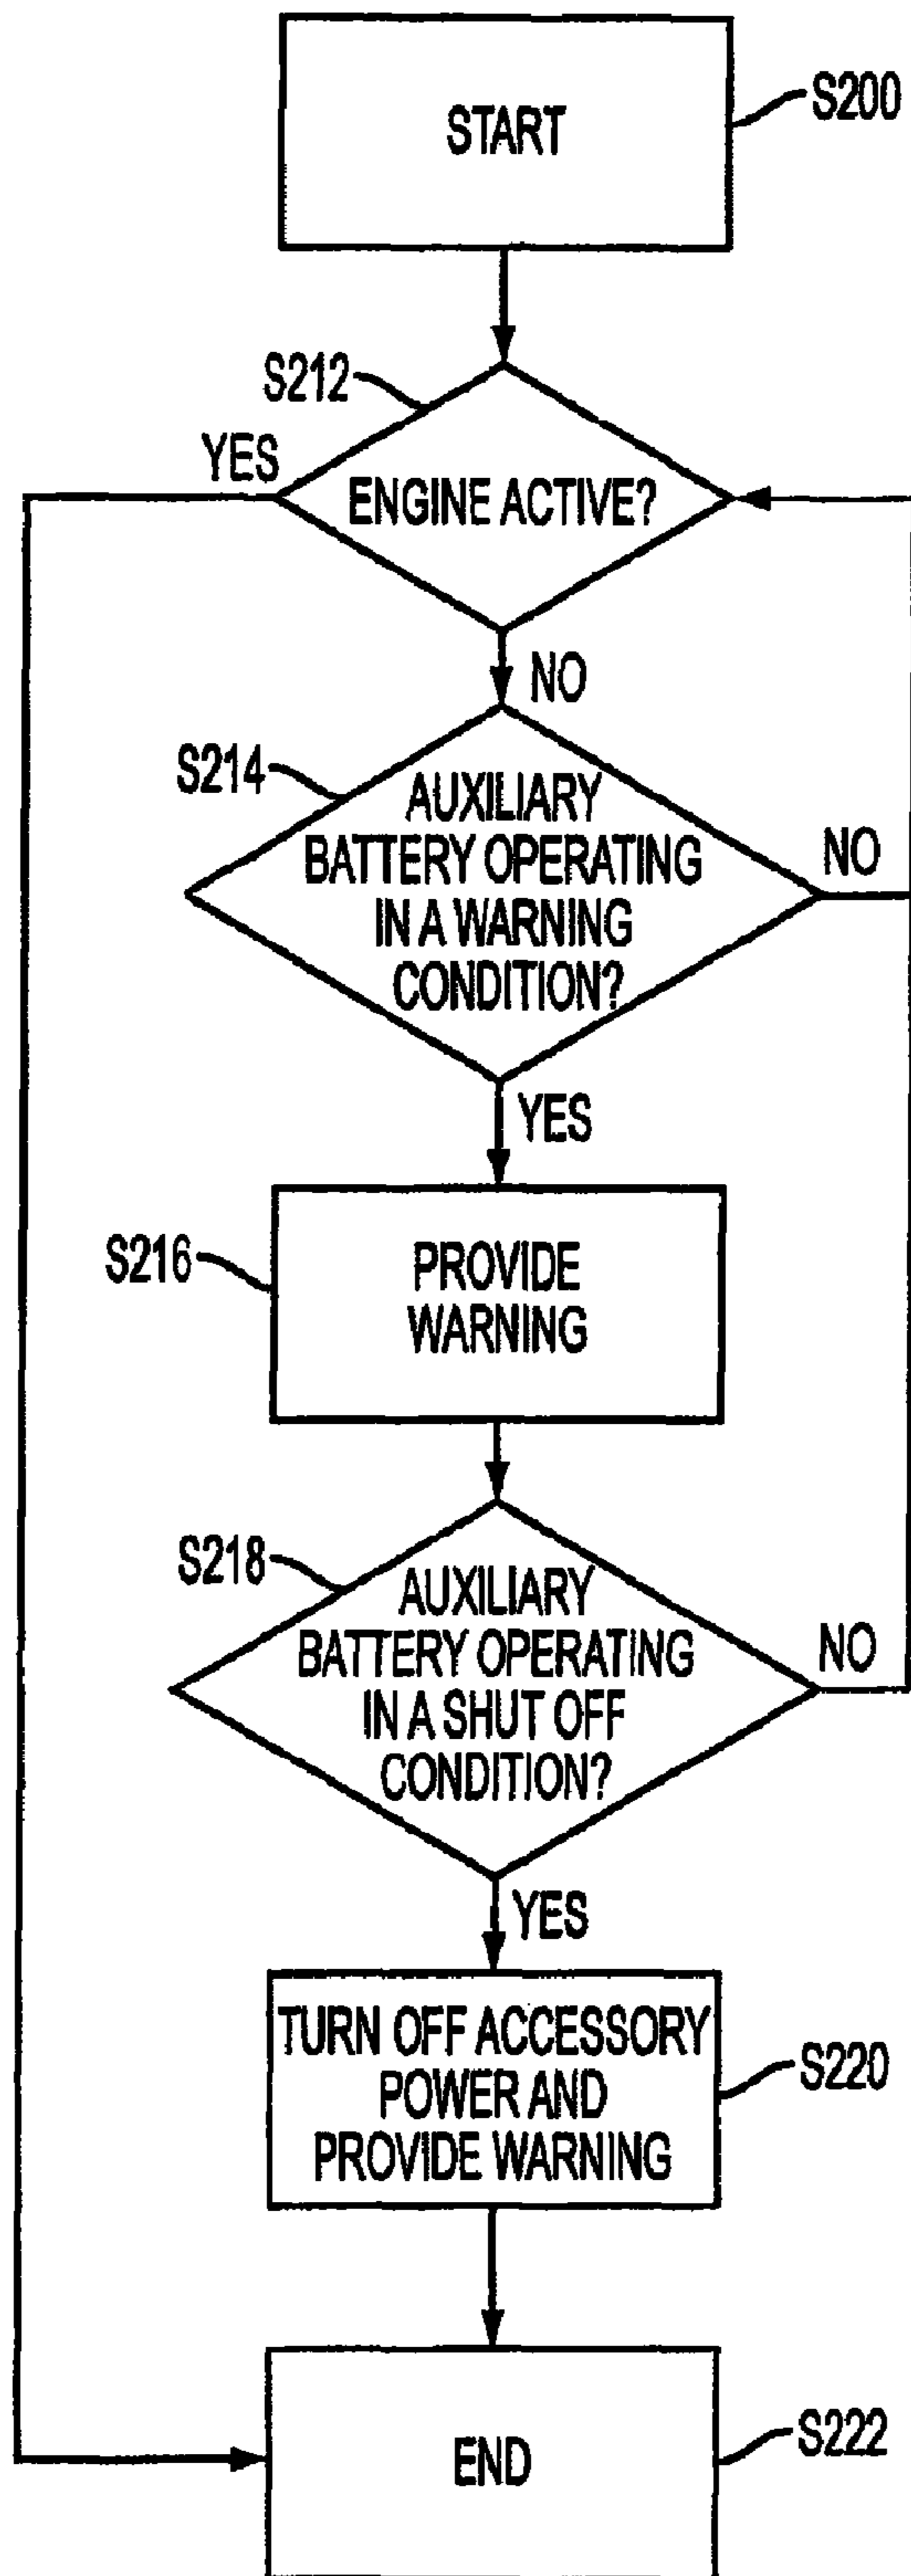 START
S200
S212
YES
ENGINE ACTIVE?
NO
S214
AUXILIARY
BATTERY OPERATING
IN A WARNING
CONDITION?
NO
YES
S216
PROVIDE
WARNING
S218
AUXILIARY
BATTERY OPERATING
IN A SHUT OFF
CONDITION?
NO
YES
TURN OFF ACCESSORY
POWER AND
PROVIDE WARNING
S220
END
S222